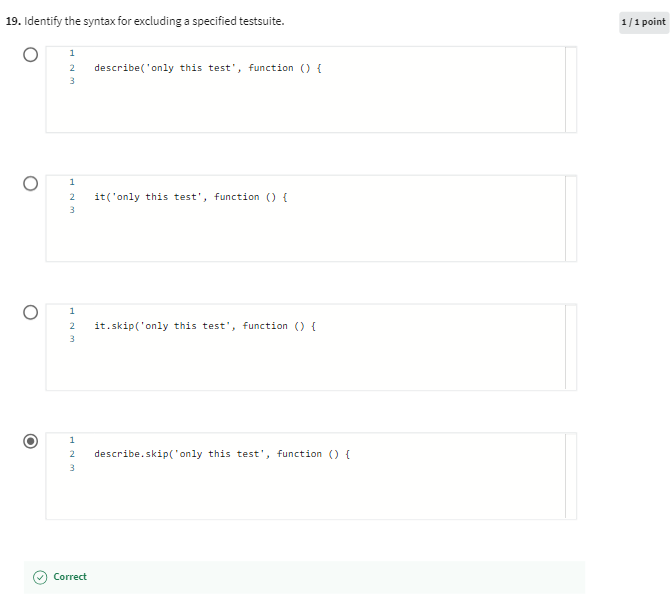 19. Identify the syntax for excluding a specified testsuite.
1 / 1 point
1
2 describe('only this test', function () {
3
1
2 it('only this test', function () {
3
1
2 it.skip('only this test', function () {
3
1
2 describe.skip('only this test', function () {
3
Correct